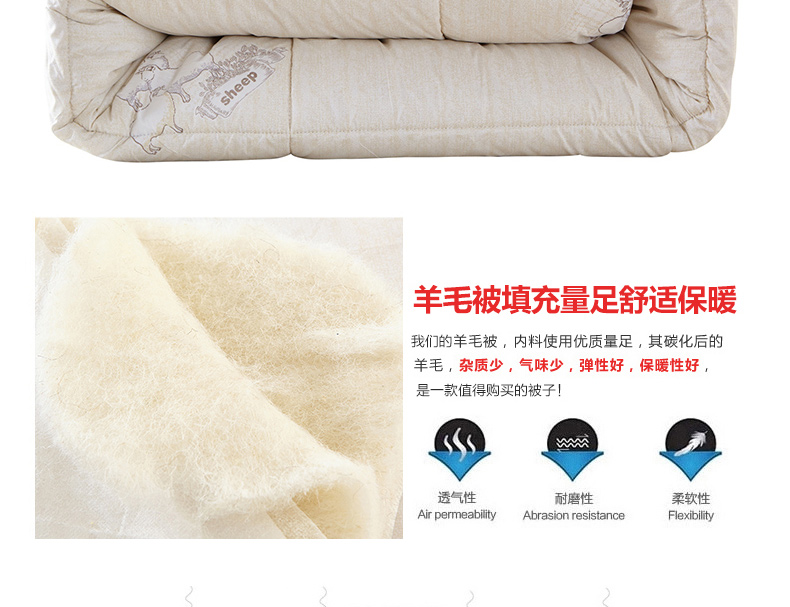 sheep
羊毛被填充量足舒适保暖
我们的羊毛被，内料使用优质量足，其碳化后的
羊毛，杂质少，气味少，弹性好，保暖性好，
是一款值得购买的被子！
透气性
Air permeability
耐磨性
Abrasion resistance
柔软性
Flexibility